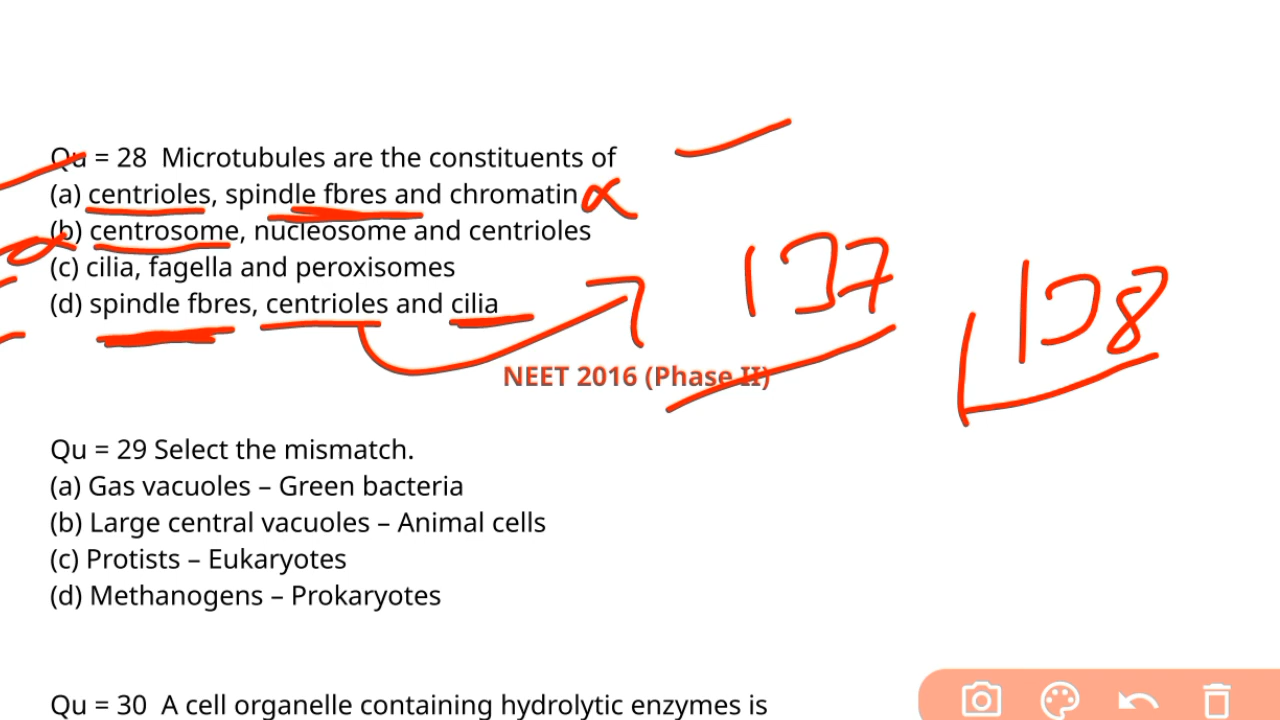 Qu = 28 Microtubules are the constituents of
(a) centrioles, spindle fbres and chromatin
(b) centrosome, nucleosome and centrioles
(c) cilia, fagella and peroxisomes
(d) spindle fbres, centrioles and cilia
137
138
NEET 2016 (Phase II)
Qu = 29 Select the mismatch.
(a) Gas vacuoles – Green bacteria
(b) Large central vacuoles – Animal cells
(c) Protists – Eukaryotes
(d) Methanogens – Prokaryotes
Qu = 30 A cell organelle containing hydrolytic enzymes is